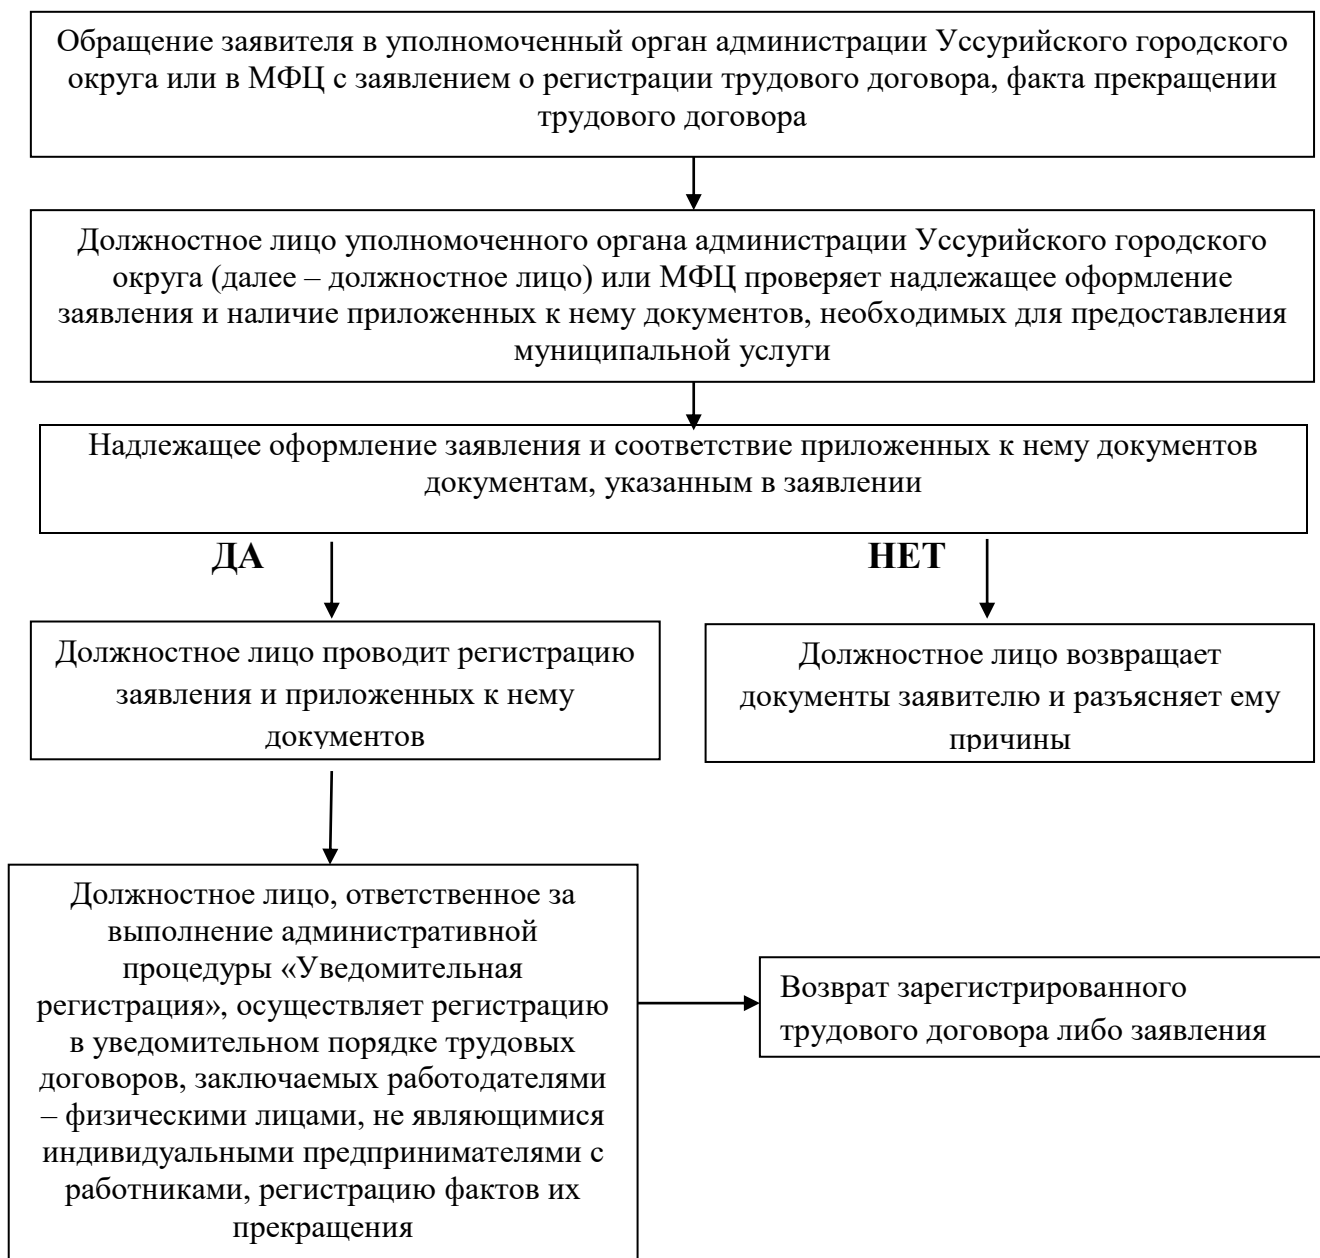 Обращение заявителя в уполномоченный орган администрации Уссурийского городского
округа или в МФЦ с заявлением о регистрации трудового договора, факта прекращении
трудового договора
Должностное лицо уполномоченного органа администрации Уссурийского городского
округа (далее – должностное лицо) или МФЦ проверяет надлежащее оформление
заявления и наличие приложенных к нему документов, необходимых для предоставления
муниципальной услуги
Надлежащее оформление заявления и соответствие приложенных к нему документов
документам, указанным в заявлении
ДА
НЕТ
Должностное лицо проводит регистрацию
заявления и приложенных к нему
документов
Должностное лицо возвращает
документы заявителю и разъясняет ему
причины
Должностное лицо, ответственное за
выполнение административной
процедуры «Уведомительная
регистрация», осуществляет регистрацию
в уведомительном порядке трудовых
договоров, заключаемых работодателями
– физическими лицами, не являющимися
индивидуальными предпринимателями с
работниками, регистрацию фактов их
прекращения
Возврат зарегистрированного
трудового договора либо заявления